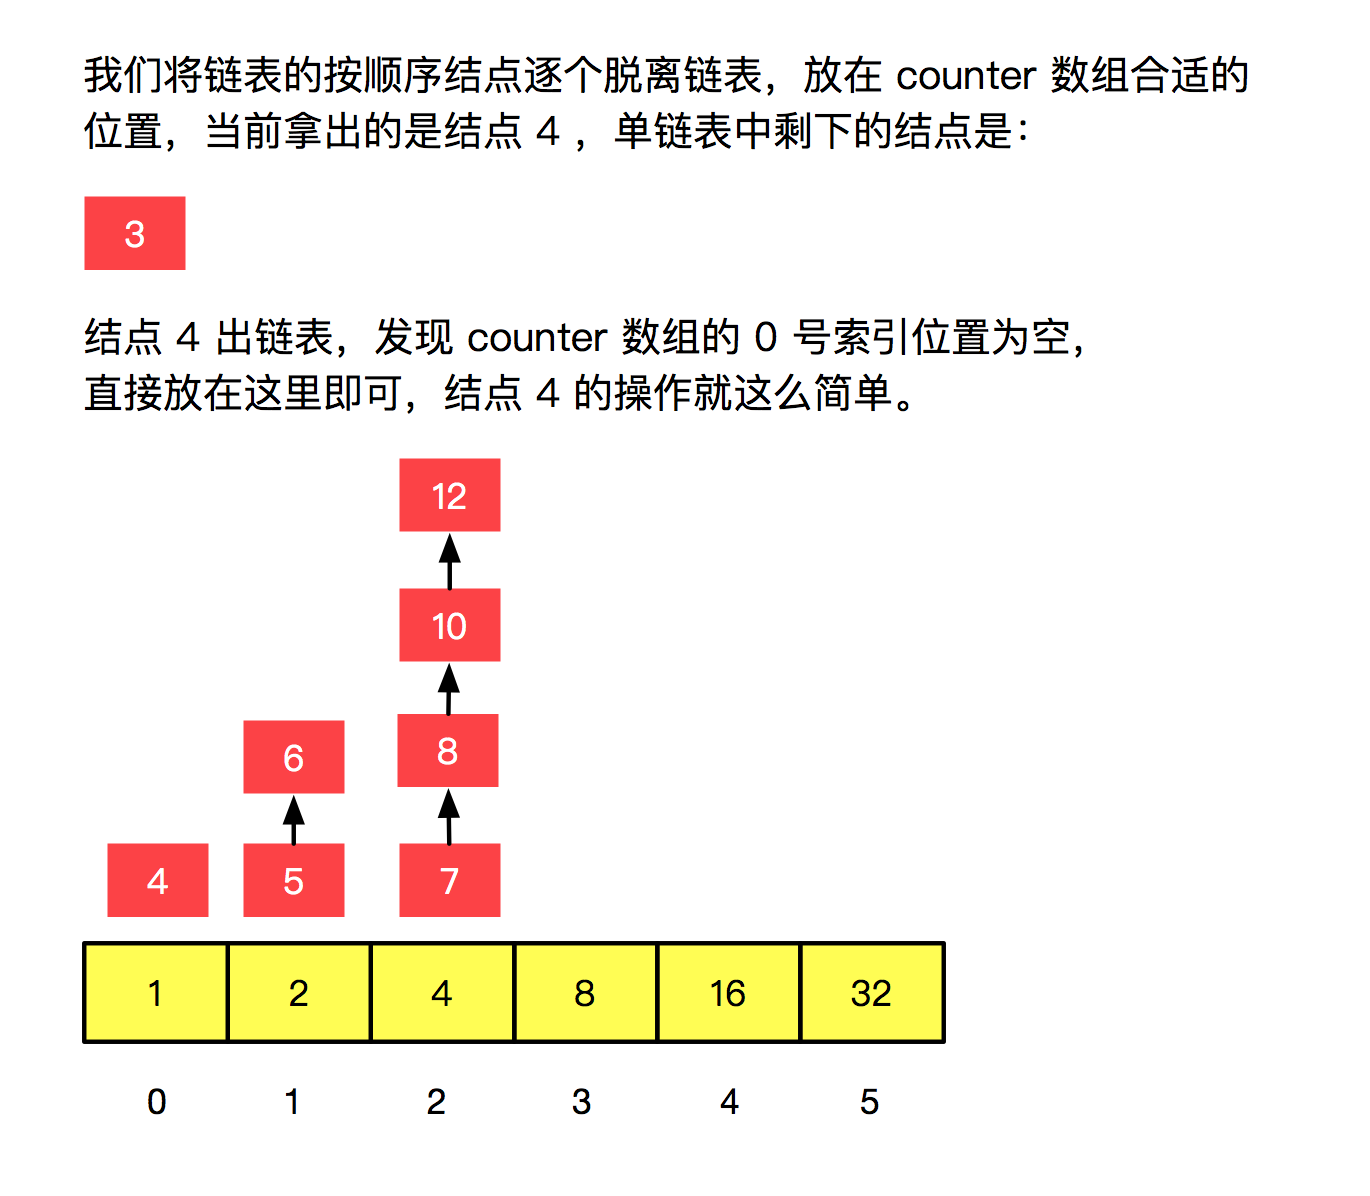 我们将链表的按顺序结点逐个脱离链表，放在 counter 数组合适的
位置，当前拿出的是结点 4 ，单链表中剩下的结点是：
3
结点 4 出链表，发现 counter 数组的 0 号索引位置为空，
直接放在这里即可，结点 4 的操作就这么简单。
12
10
6 8
4 5 7
1 2 4 8 16 32
0 1 2 3 4 5